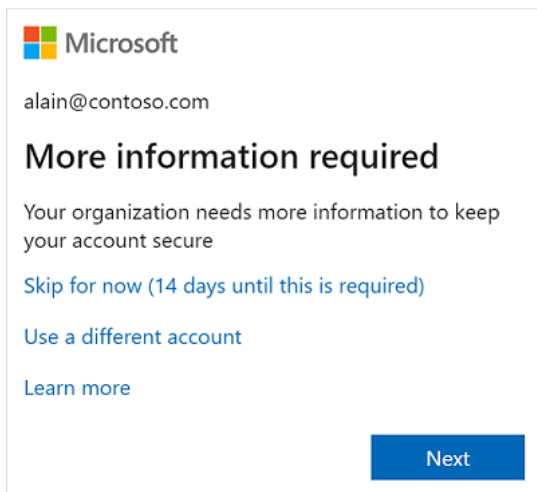 Microsoft
alain@contoso.com
More information required
Your organization needs more information to keep
your account secure
Skip for now (14 days until this is required)
Use a different account
Learn more
Next